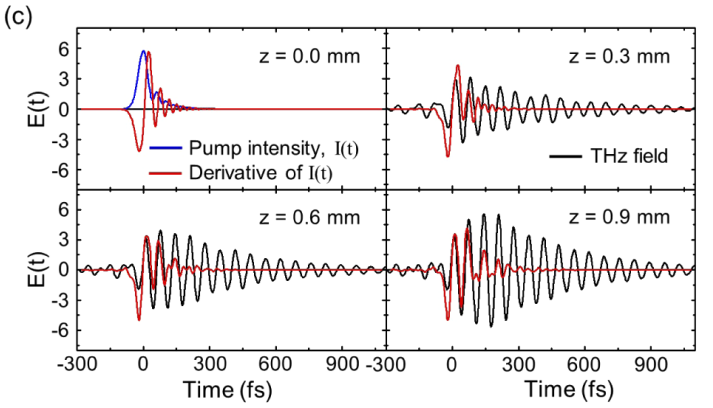 (c)
6
3
0
-3
-6
E(t)
z = 0.0 mm
Pump intensity, I(t)
Derivative of I(t)
z = 0.3 mm
THz field
6
3
0
-3
-6
E(t)
z = 0.6 mm
z = 0.9 mm
-300 0 300 600 900 -300 0 300 600 900
Time (fs) Time (fs)